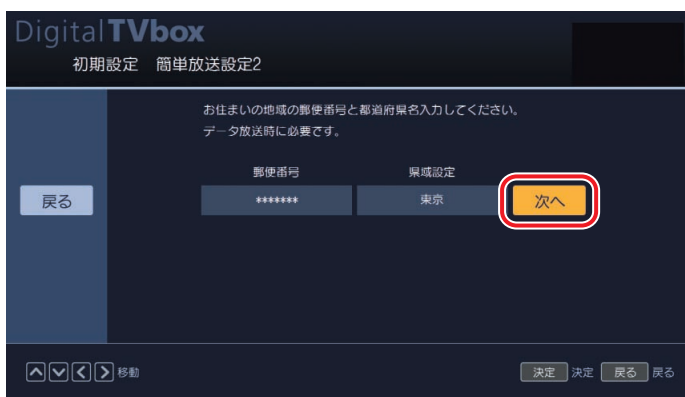 Digital TVbox
初期設定 簡単放送設定2
お住まいの地域の郵便番号と都道府県名入力してください。
データ放送時に必要です。
郵便番号 県域設定
戻る ******* 東京 次へ
移動 決定 決定 戻る 戻る